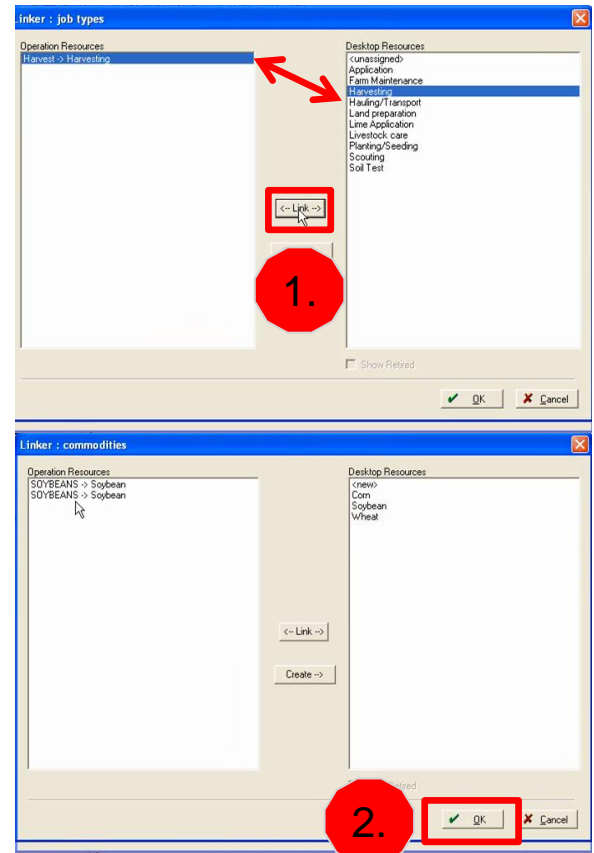 Linker : job types
Operation Resources
Harvest -> Harvesting
Desktop Resources
<unassigned>
Application
Farm Maintenance
Harvesting
Hauling/Transport
Land preparation
Lime Application
Livestock care
Planting/Seeding
Scouting
Soil Test
<-- Link -->
1.
Show Retired
OK
Cancel
Linker : commodities
Operation Resources
SOYBEANS -> Soybean
SOYBEANS -> Soybean
Desktop Resources
<new>
Corn
Soybean
Wheat
<-- Link -->
Create -->
2.
OK
Cancel